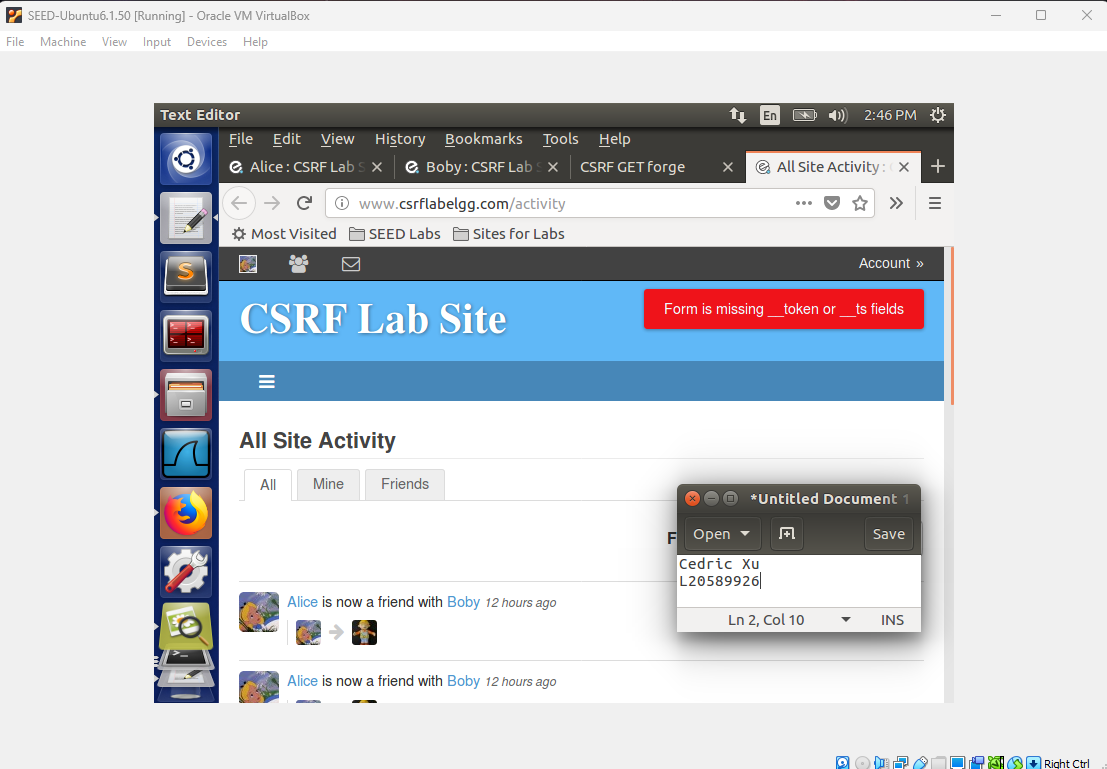 SEED-Ubuntu6.1.50 [Running] - Oracle VM VirtualBox
File Machine View Input Devices Help
Text Editor En 2:46 PM
File Edit View History Bookmarks Tools Help
Alice : CSRF Lab S Boby : CSRF Lab S CSRF GET forge All Site Activity :
www.csrflabelgg.com/activity
Most Visited SEED Labs Sites for Labs
Account »
CSRF Lab Site
Form is missing __token or __ts fields
All Site Activity
All Mine Friends
*Untitled Document 1
Open Save
F
Cedric Xu
L20589926
Ln 2, Col 10 INS
Alice is now a friend with Boby 12 hours ago
Alice is now a friend with Boby 12 hours ago
Right Ctrl